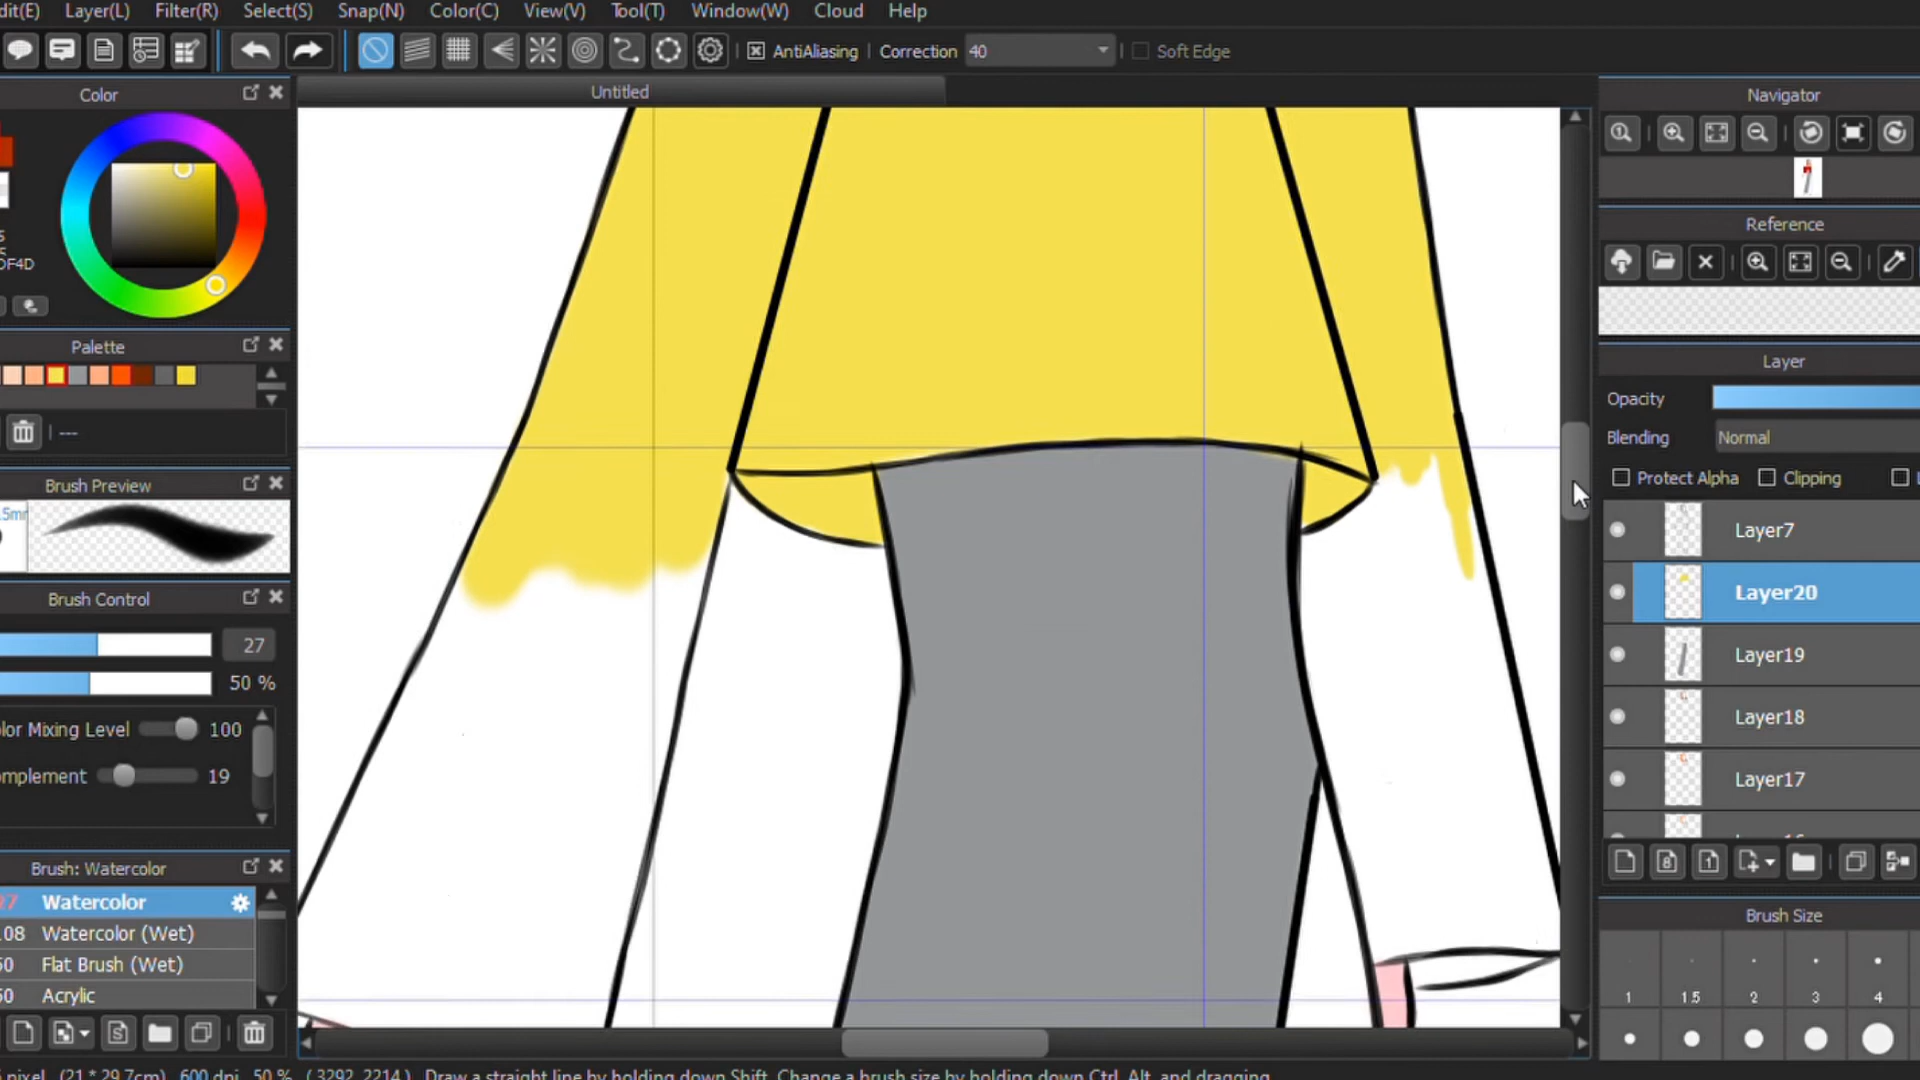 dit(E) Layer(L) Filter(R) Select(S) Snap(N) Color(C) View(V) Tool(T) Window(W) Cloud Help
AntiAliasing Correction 40 Soft Edge
Color
DF4D
Palette
---
Brush Preview
Brush Control
27
50 %
olor Mixing Level 100
omplement 19
Brush: Watercolor
27 Watercolor
08 Watercolor (Wet)
50 Flat Brush (Wet)
50 Acrylic
Untitled
Navigator
Reference
Layer
Opacity
Blending Normal
Protect Alpha Clipping
Layer7
Layer20
Layer19
Layer18
Layer17
Brush Size
1 1.5 2 3 4
pixel (21 * 29.7cm) 600 dpi 50 % ( 3292, 2214 ) Draw a straight line by holding down Shift, Change a brush size by holding down Ctrl, Alt, and dragging